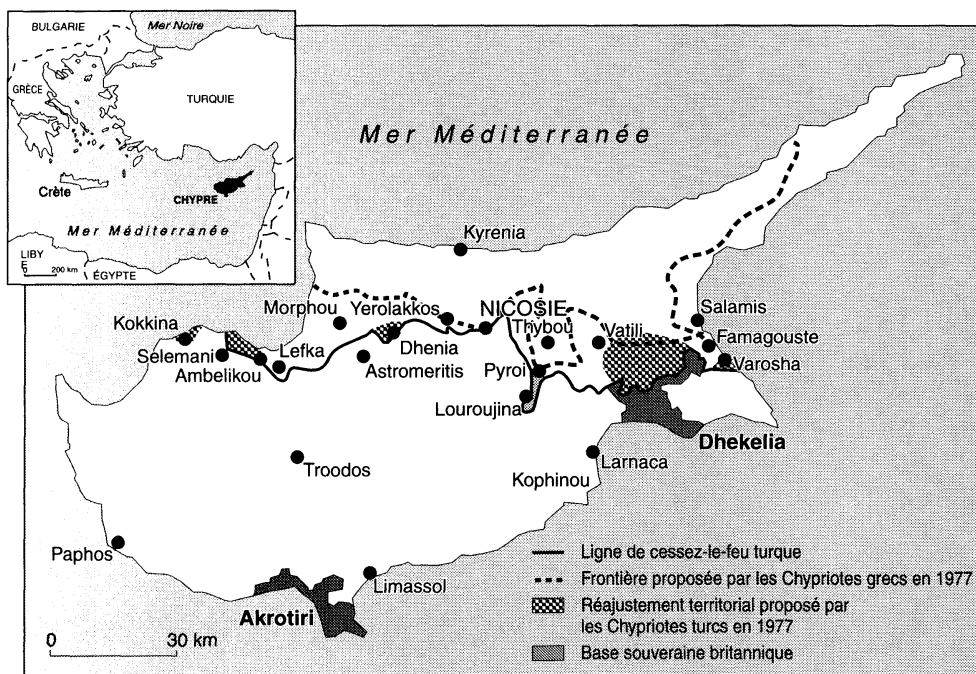 BULGARIE
Mer Noire
GRÈCE
TURQUIE
Crète
CHYPRE
Mer Méditerranée
LIBY
E
0 200 km
ÉGYPTE
Mer Méditerranée
Kyrenia
Morphou
Yerolakkos
NICOSIE
Thybou
Vatili
Salamis
Famagouste
Varosha
Kokkina
Selemani
Ambelikou
Lefka
Dhenia
Astromeritis
Pyroi
Louroujina
Dhekelia
Troodos
Kophinou
Larnaca
Paphos
Limassol
Akrotiri
0 30 km
Ligne de cessez-le-feu turque
Frontière proposée par les Chypriotes grecs en 1977
Réajustement territorial proposé par
les Chypriotes turcs en 1977
Base souveraine britannique